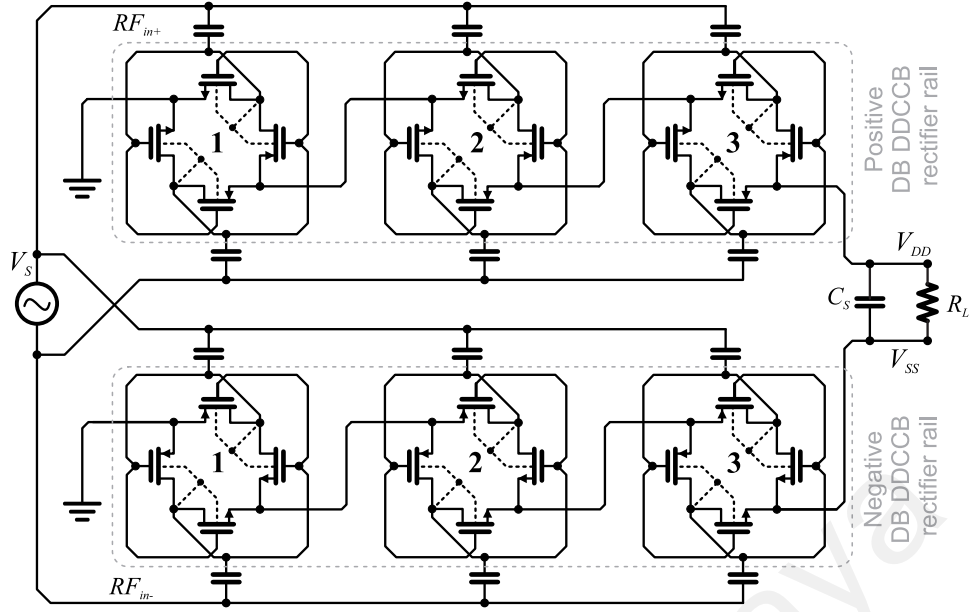 RFin+
1
2
3
Positive
DB DDCCB
rectifier rail
VS
VDD
CS
RL
VSS
1
2
3
Negative
DB DDCCB
rectifier rail
RFin-